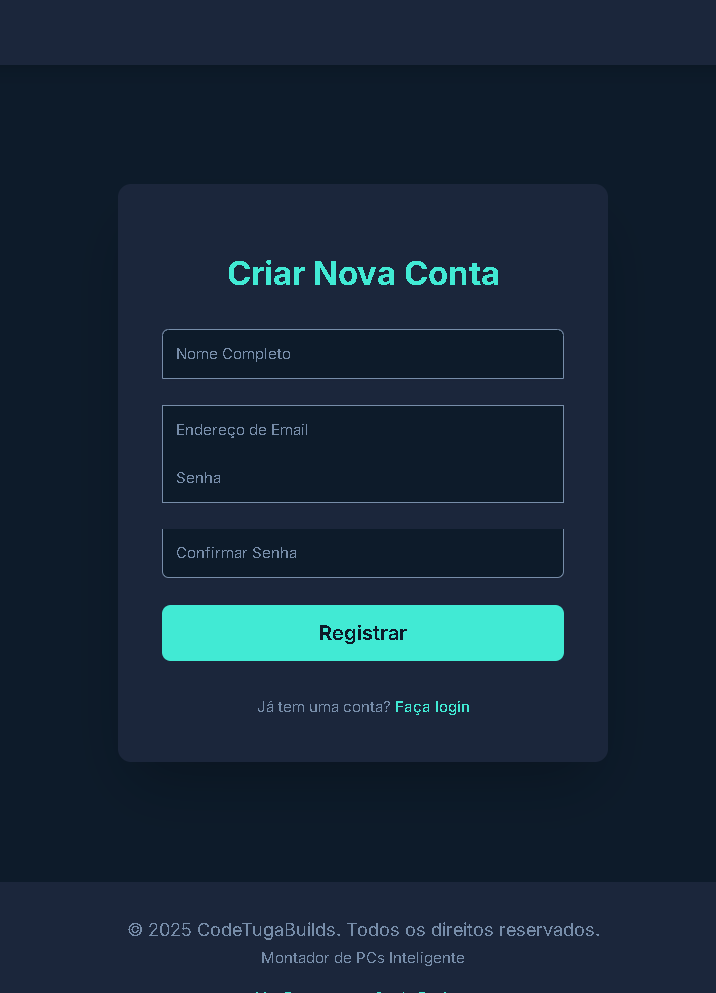 Criar Nova Conta
Nome Completo
Endereço de Email
Senha
Confirmar Senha
Registrar
Já tem uma conta? Faça login
© 2025 CodeTugaBuilds. Todos os direitos reservados.
Montador de PCs Inteligente